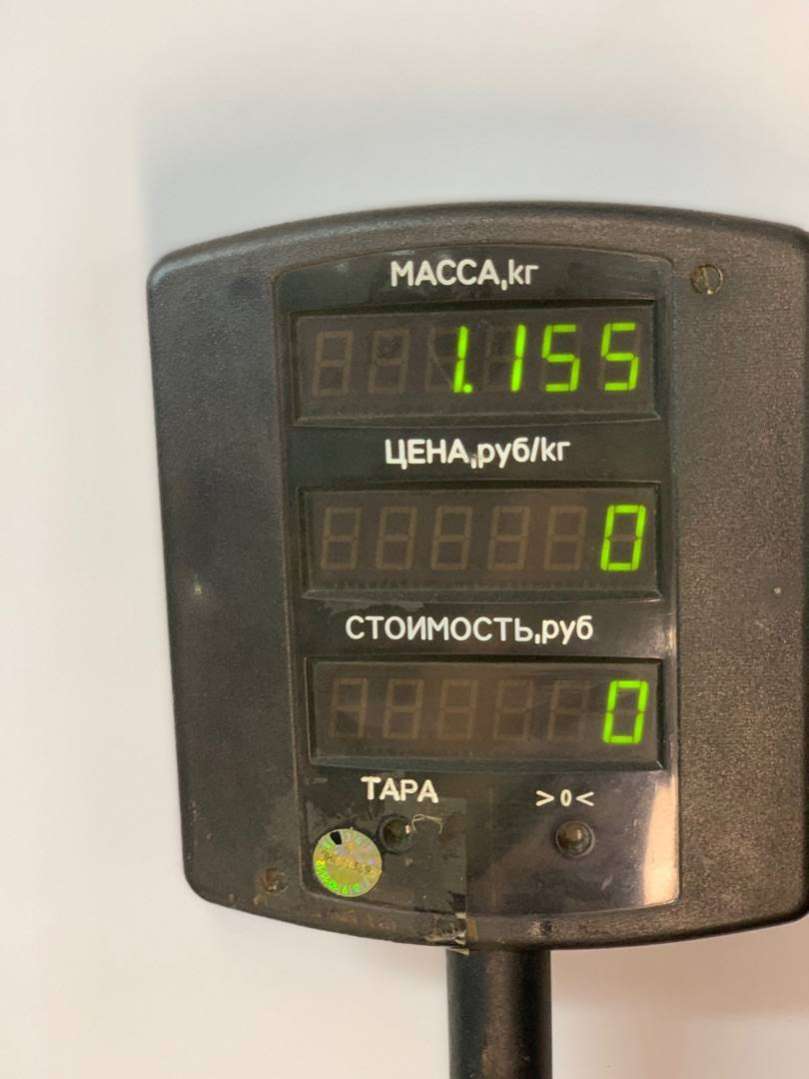 МАССА,кг
1.155
ЦЕНА,руб/кг
0
СТОИМОСТЬ,руб
0
ТАРА >0<